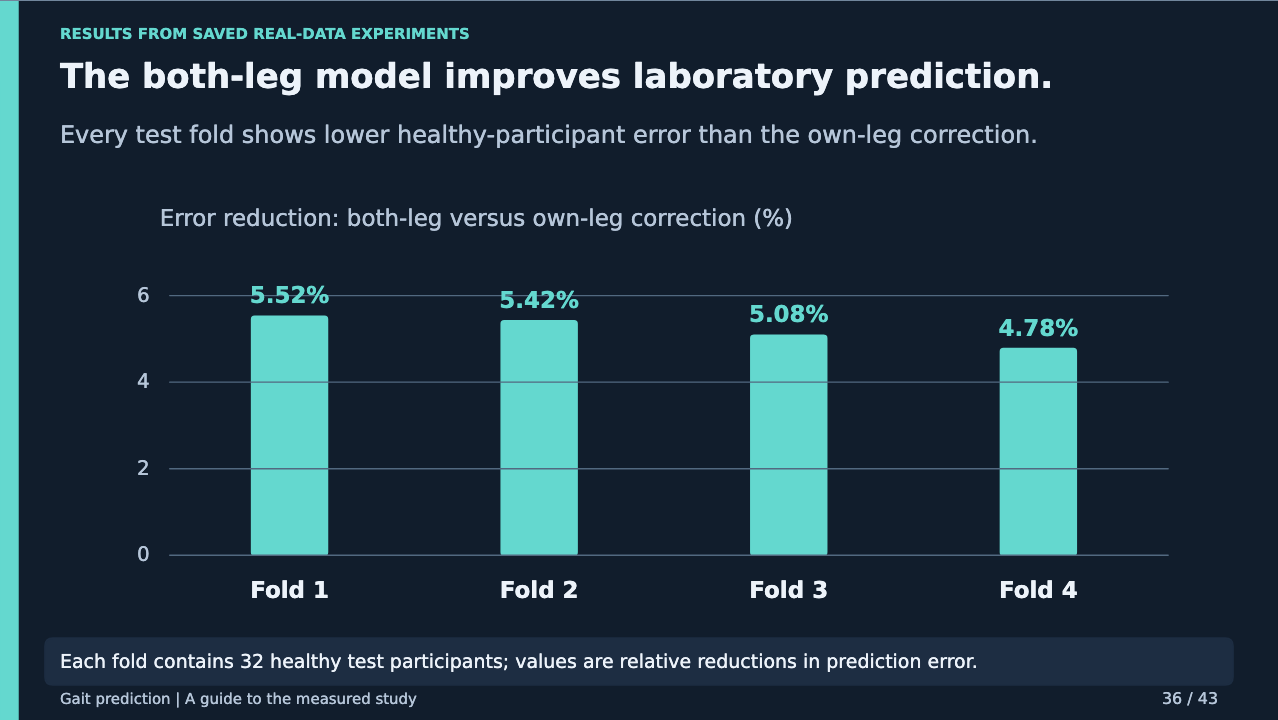 RESULTS FROM SAVED REAL-DATA EXPERIMENTS
The both-leg model improves laboratory prediction.
Every test fold shows lower healthy-participant error than the own-leg correction.
Error reduction: both-leg versus own-leg correction (%)
6
5.52%
5.42%
5.08%
4.78%
4
2
0
Fold 1
Fold 2
Fold 3
Fold 4
Each fold contains 32 healthy test participants; values are relative reductions in prediction error.
Gait prediction | A guide to the measured study
36 / 43